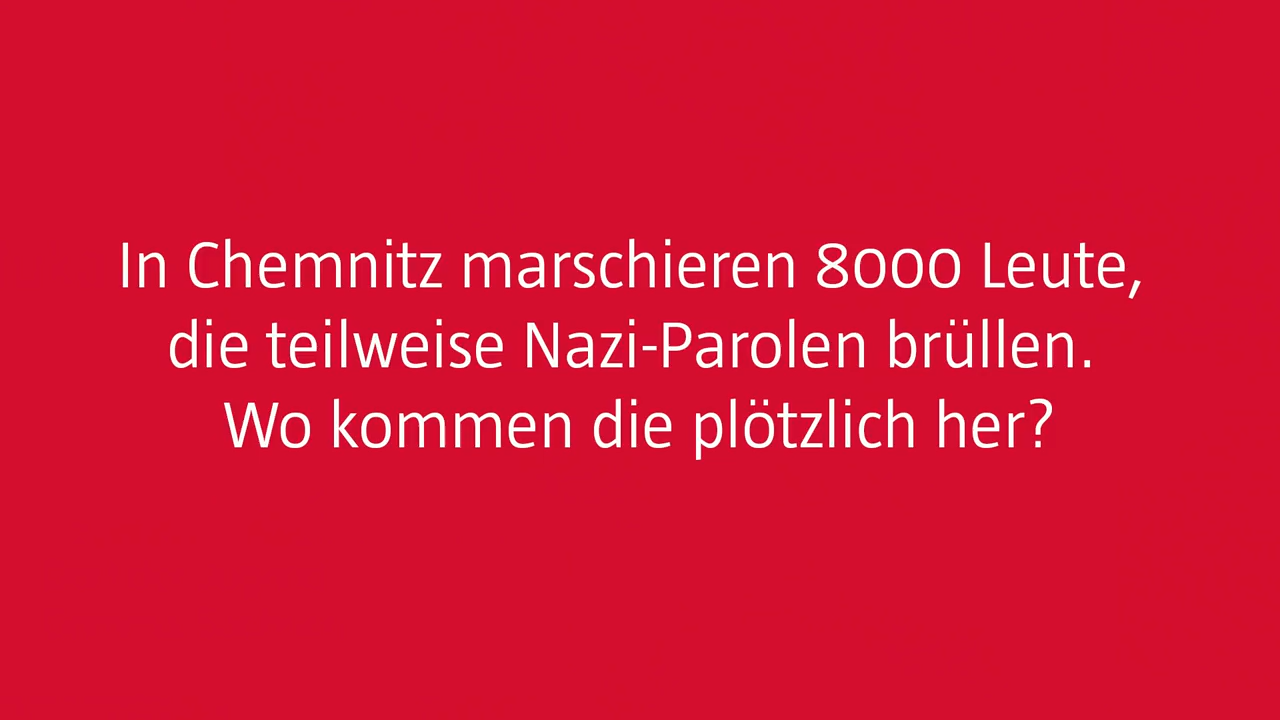 In Chemnitz marschieren 8000 Leute,
die teilweise Nazi-Parolen brüllen.
Wo kommen die plötzlich her?